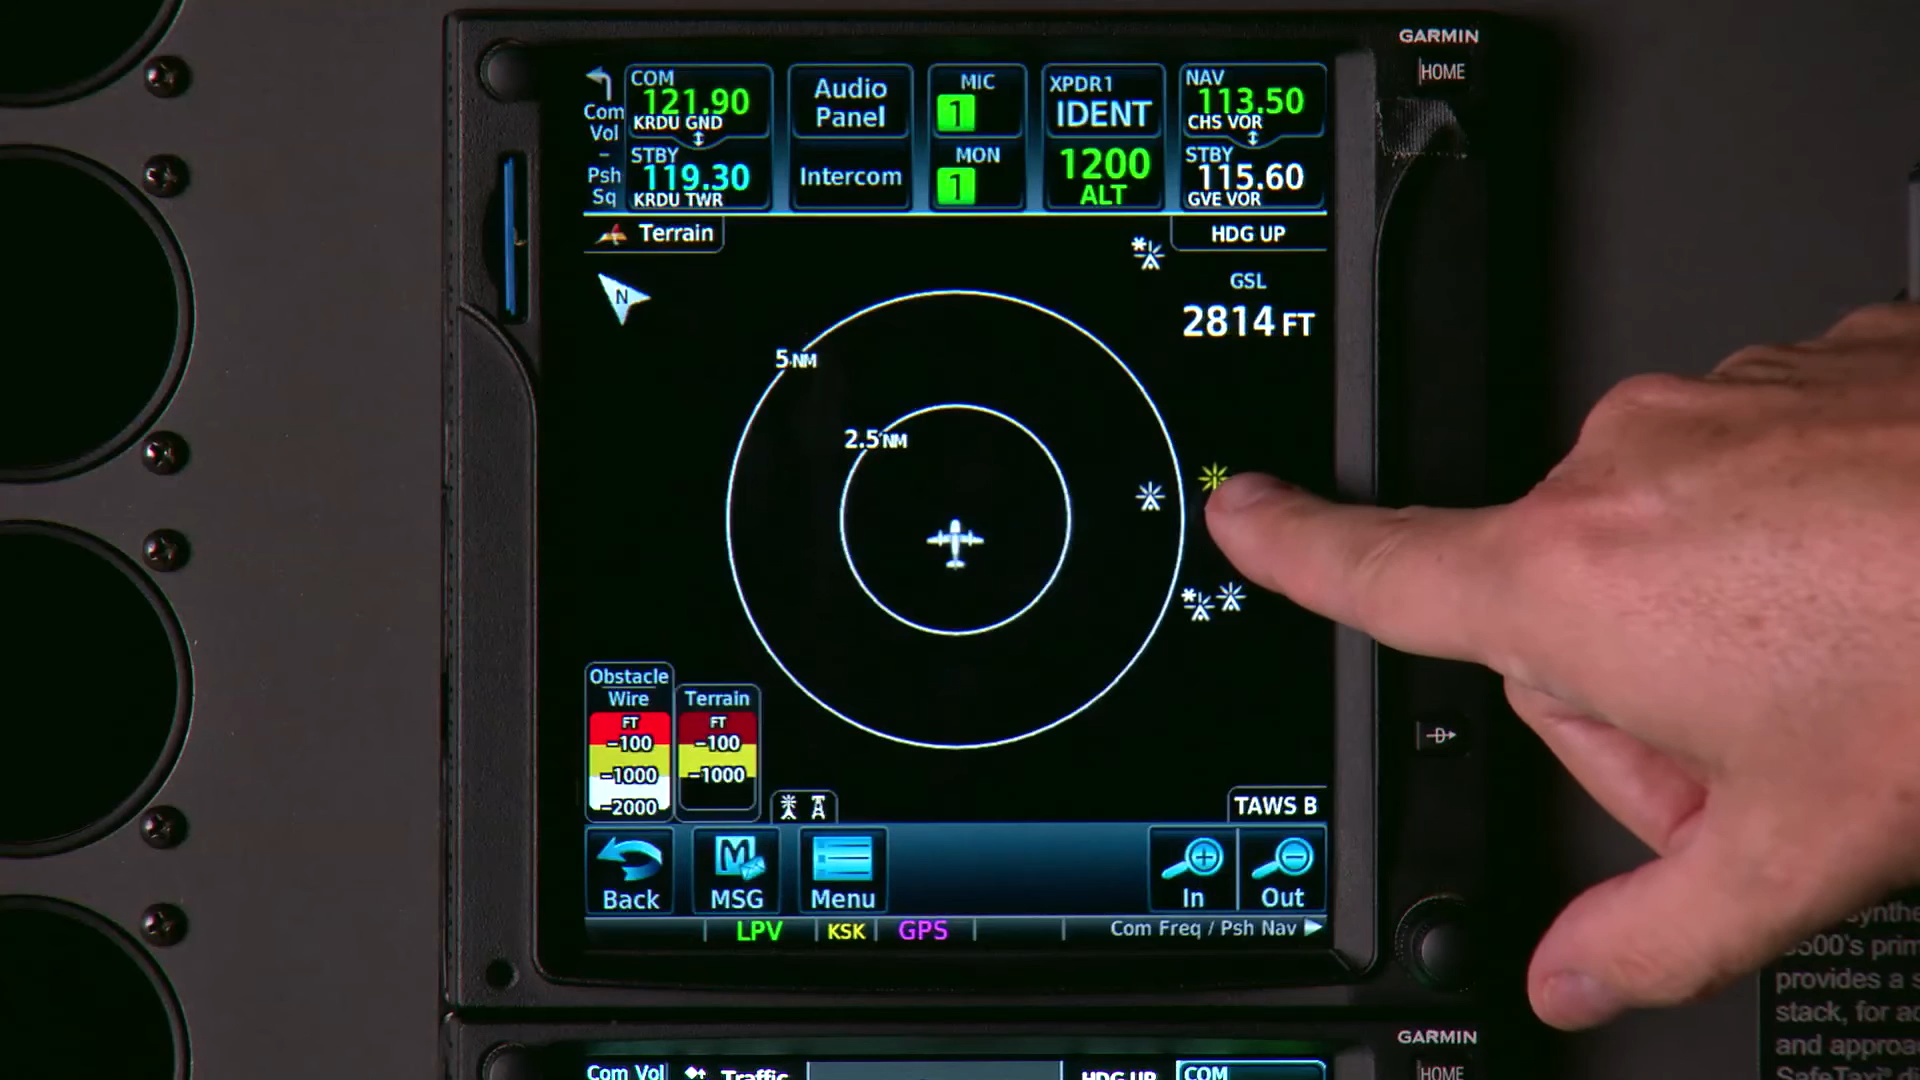 GARMIN
HOME
Com
Vol
-
Psh
Sq
COM
121.90
KRDU GND
STBY
119.30
KRDU TWR
Audio
Panel
Intercom
MIC
1
MON
1
XPDR1
IDENT
1200
ALT
NAV
113.50
CHS VOR
STBY
115.60
GVE VOR
Terrain
HDG UP
N
GSL
2814 FT
5 NM
2.5 NM
Obstacle
Wire
FT
-100
-1000
-2000
Terrain
FT
-100
-1000
TAWS B
Back
MSG
Menu
In
Out
LPV
KSK
GPS
Com Freq / Psh Nav
GARMIN
HOME
Com Vol
Traffic
HDG UP
COM
provides a
stack, for
and